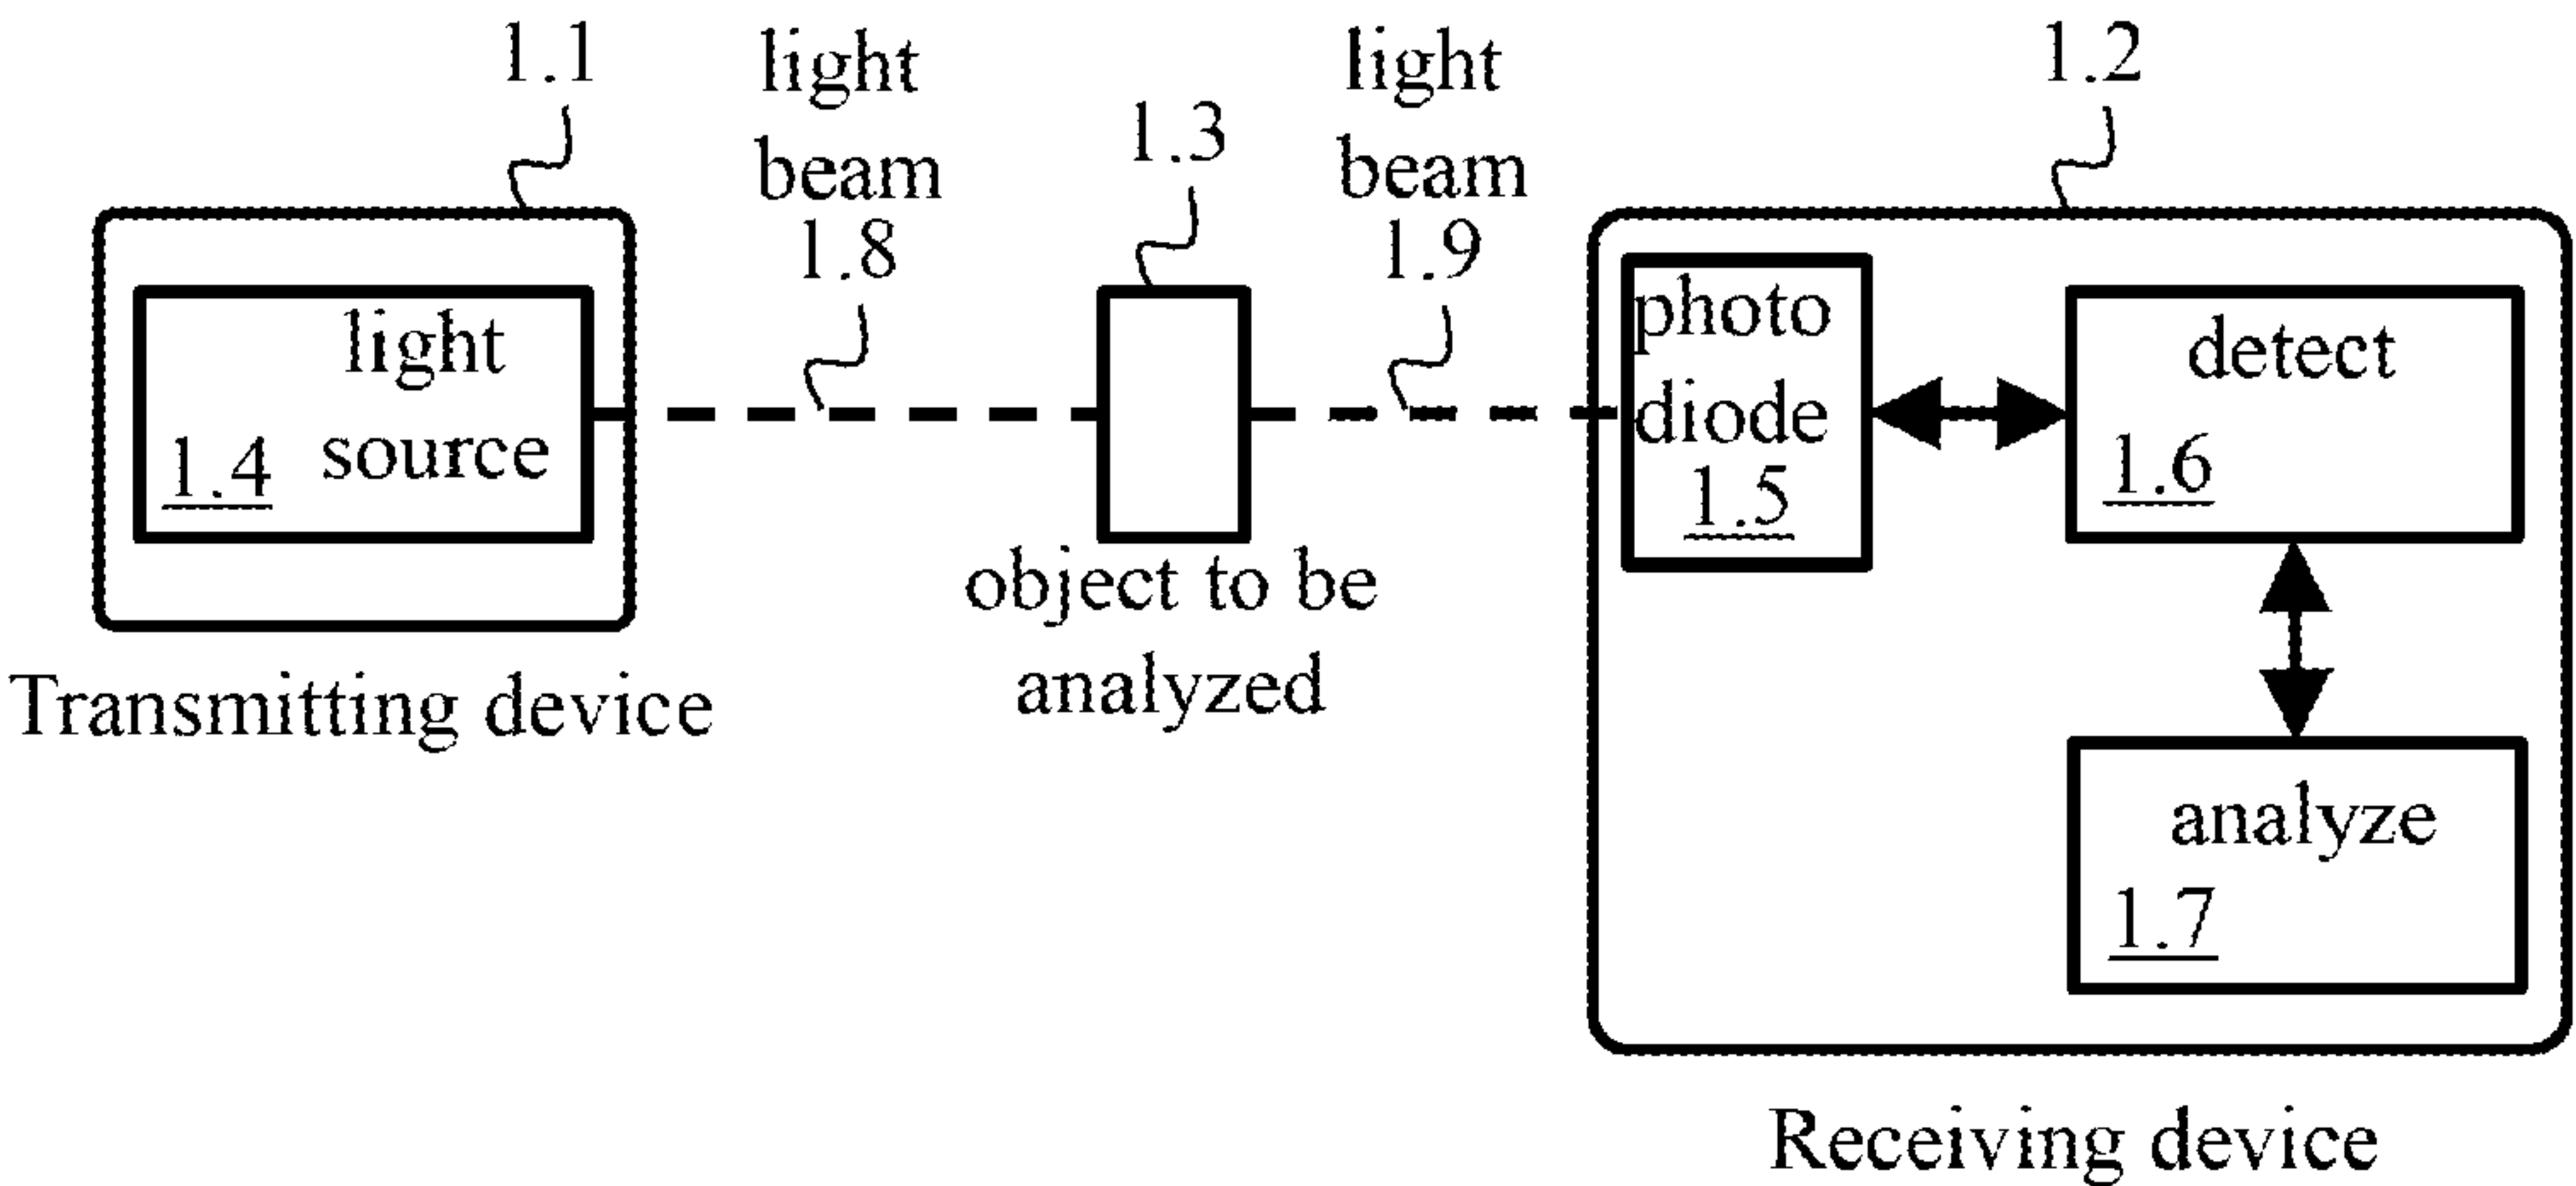 1.1
light
beam
1.8
1.3
light
beam
1.9
1.2
light
source
1.4
photo
diode
1.5
detect
1.6
analyze
1.7
object to be
analyzed
Transmitting device
Receiving device